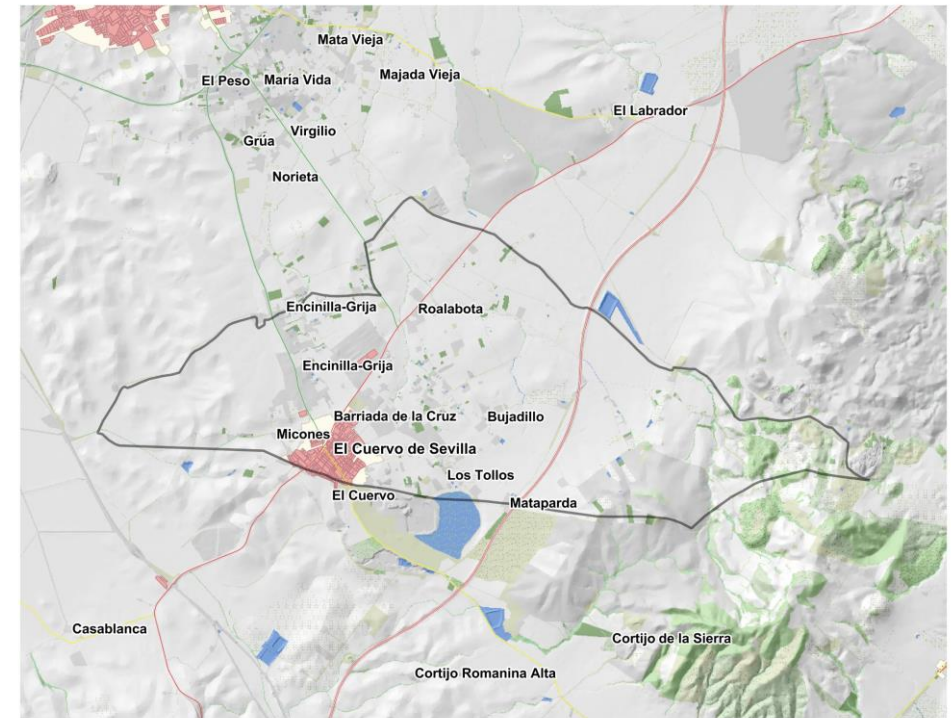 Mata Vieja
El Peso
María Vida
Majada Vieja
El Labrador
Virgilio
Grúa
Norieta
Encinilla-Grija
Roalabota
Encinilla-Grija
Barriada de la Cruz
Bujadillo
Micones
El Cuervo de Sevilla
Los Tollos
El Cuervo
Mataparda
Casablanca
Cortijo de la Sierra
Cortijo Romanina Alta